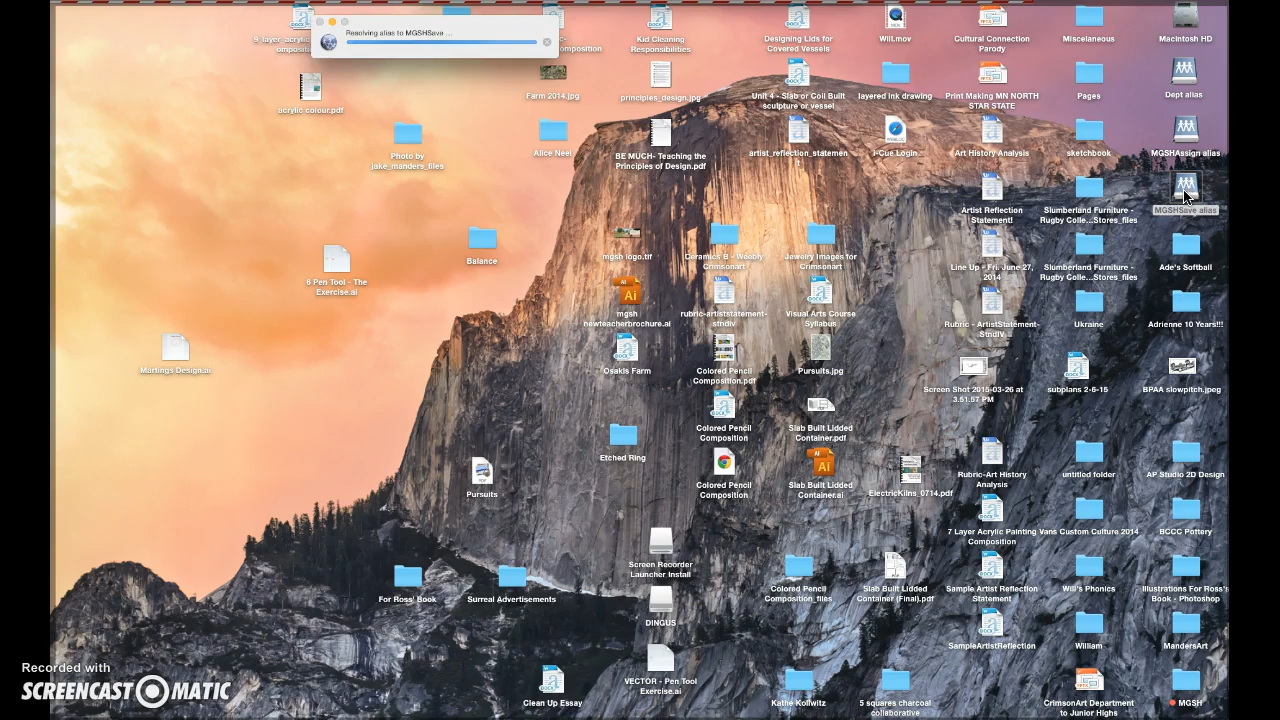 Resolving alias to MGSHSave ...
Kid Cleaning
Responsibilities
Designing Lids for
Covered Vessels
Will.mov
Cultural Connection
Parody
Miscelaneous
Macintosh HD
acrylic colour.pdf
Farm 2014.jpg
principles_design.jpg
Unit 4 - Slab or Coil Built
sculpture or vessel
layered ink drawing
Print Making MN NORTH
STAR STATE
Pages
Dept alias
Photo by
jake_manders_files
Alice Neel
BE MUCH- Teaching the
Principles of Design.pdf
artist_reflection_statemen
I-Cue Login
Art History Analysis
sketchbook
MGSHAssign alias
Artist Reflection
Statement!
Slumberland Furniture -
Rugby Colle...Stores_files
MGSHSave alias
Balance
mgsh logo.tif
Ceramics B - Weebly
Crimsonart
Jewelry Images for
Crimsonart
Line Up - Fri. June 27,
2014
Slumberland Furniture -
Rugby Colle...Stores_files
Ade's Softball
6 Pen Tool - The
Exercise.ai
mgsh
newteacherbrochure.ai
rubric-artiststatement-
stndiv
Visual Arts Course
Syllabus
Rubric - ArtistStatement-
StndIV...
Ukraine
Adrienne 10 Years!!!
Martings Design.ai
Osakis Farm
Colored Pencil
Composition.pdf
Pursuits.jpg
Screen Shot 2015-03-26 at
3.51.57 PM
subplans 2-6-15
BPAA slowpitch.jpeg
Colored Pencil
Composition
Slab Built Lidded
Container.pdf
Etched Ring
Pursuits
Colored Pencil
Composition
Slab Built Lidded
Container.ai
ElectricKilns_0714.pdf
Rubric-Art History
Analysis
untitled folder
AP Studio 2D Design
7 Layer Acrylic Painting
Composition
Vans Custom Culture 2014
BCCC Pottery
Screen Recorder
Launcher Install
For Ross' Book
Surreal Advertisements
Colored Pencil
Composition_files
Slab Built Lidded
Container (Final).pdf
Sample Artist Reflection
Statement
Will's Phonics
Illustrations For Ross's
Book - Photoshop
DINGUS
SampleArtistReflection
William
MandersArt
VECTOR - Pen Tool
Exercise.ai
Clean Up Essay
Kathe Kollwitz
5 squares charcoal
collaborative
CrimsonArt Department
to Junior Highs
MGSH
Recorded with
SCREENCAST-O-MATIC